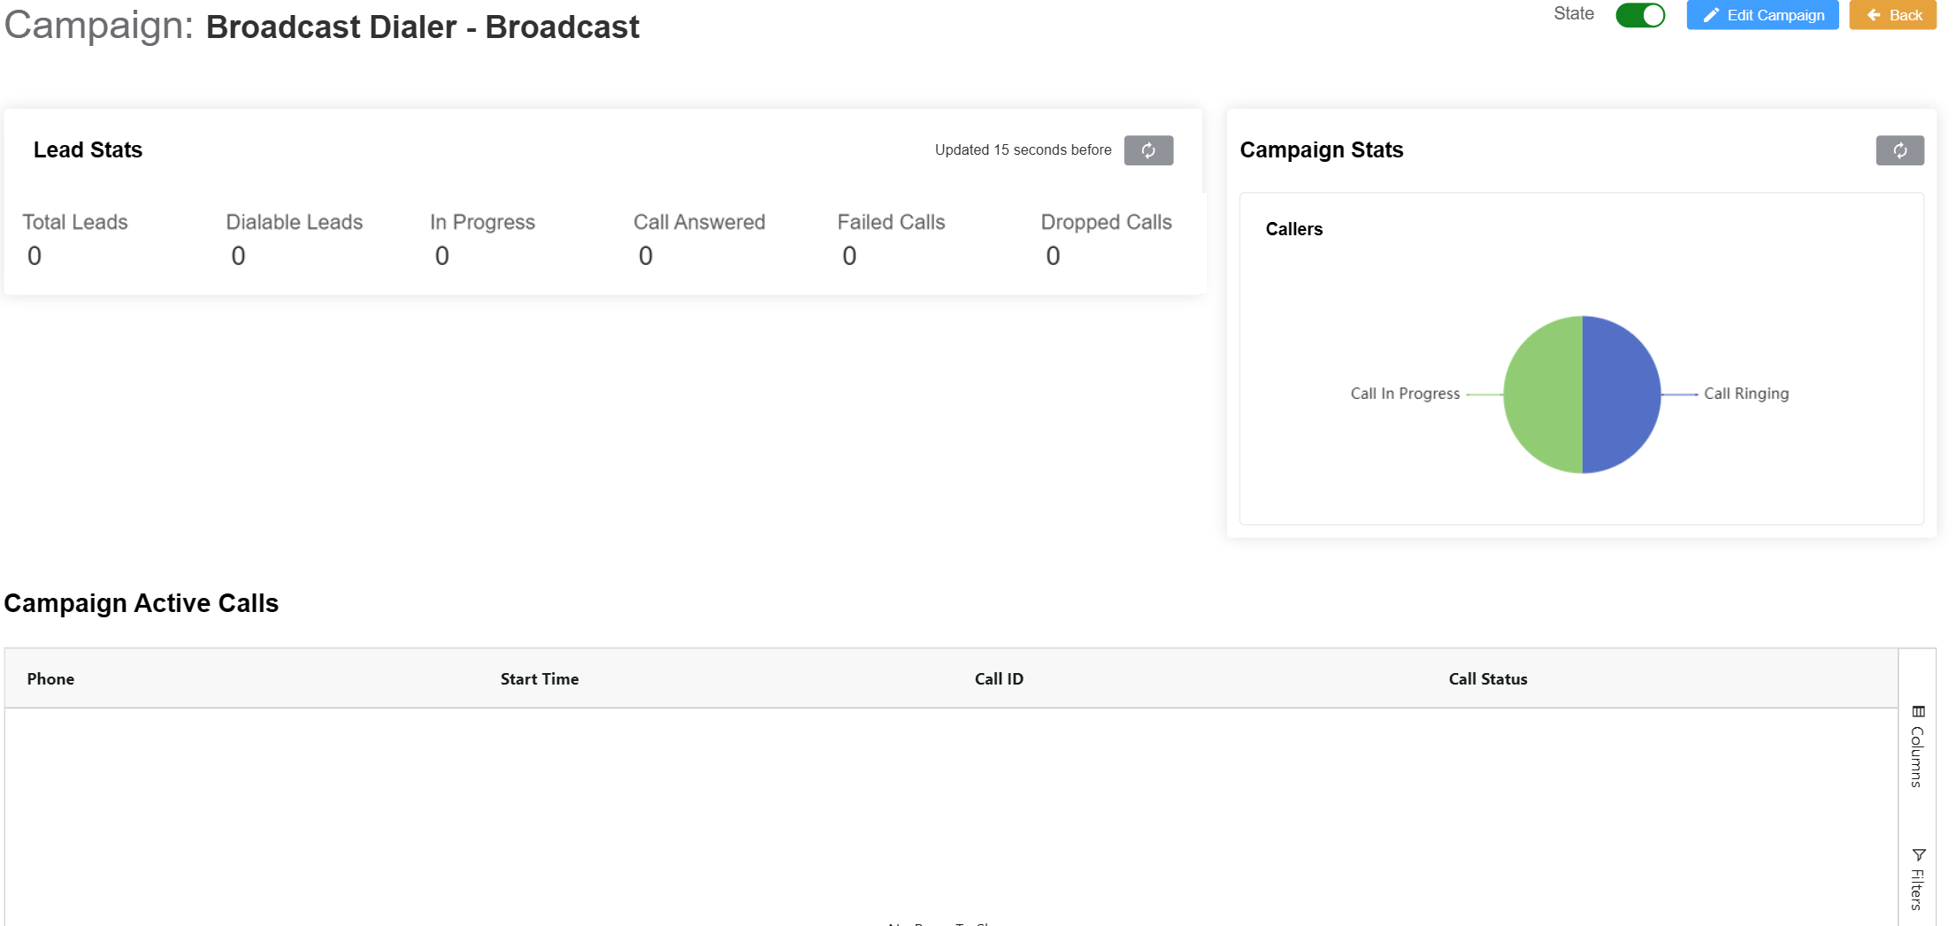 Campaign: Broadcast Dialer - Broadcast
State
Edit Campaign
Back
Lead Stats
Updated 15 seconds before
Total Leads
0
Dialable Leads
0
In Progress
0
Call Answered
0
Failed Calls
0
Dropped Calls
0
Campaign Stats
Callers
Call In Progress
Call Ringing
Campaign Active Calls
Phone
Start Time
Call ID
Call Status
Columns
Filters